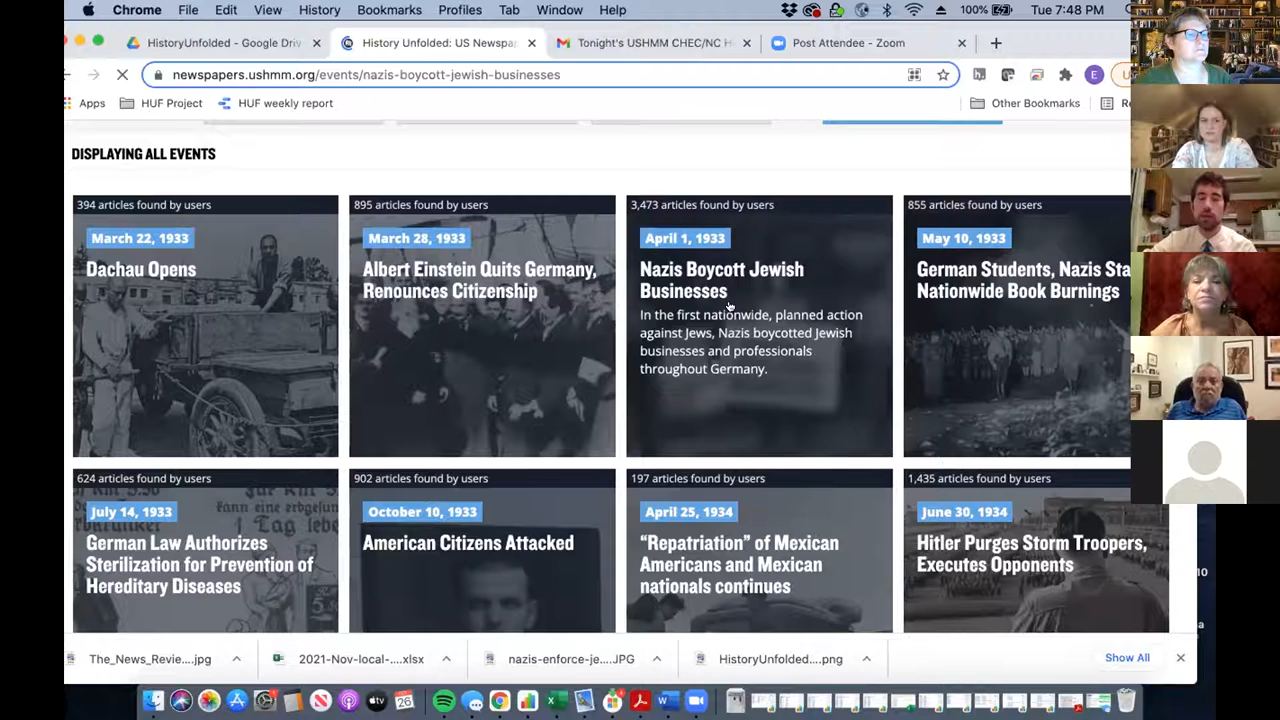 Chrome File Edit View History Bookmarks Profiles Tab Window Help 100% Tue 7:48 PM
HistoryUnfolded - Google Driv
History Unfolded: US Newspa
Tonight's USHMM CHEC/NC H
Post Attendee - Zoom
newspapers.ushmm.org/events/nazis-boycott-jewish-businesses
E
Apps HUF Project HUF weekly report Other Bookmarks
DISPLAYING ALL EVENTS
394 articles found by users
March 22, 1933
Dachau Opens
895 articles found by users
March 28, 1933
Albert Einstein Quits Germany,
Renounces Citizenship
3,473 articles found by users
April 1, 1933
Nazis Boycott Jewish
Businesses
In the first nationwide, planned action
against Jews, Nazis boycotted Jewish
businesses and professionals
throughout Germany.
855 articles found by users
May 10, 1933
German Students, Nazis Sta
Nationwide Book Burnings
624 articles found by users
July 14, 1933
German Law Authorizes
Sterilization for Prevention of
Hereditary Diseases
902 articles found by users
October 10, 1933
American Citizens Attacked
197 articles found by users
April 25, 1934
“Repatriation” of Mexican
Americans and Mexican
nationals continues
1,435 articles found by users
June 30, 1934
Hitler Purges Storm Troopers,
Executes Opponents
The_News_Revie....jpg
2021-Nov-local-....xlsx
nazis-enforce-je....JPG
HistoryUnfolded....png
Show All